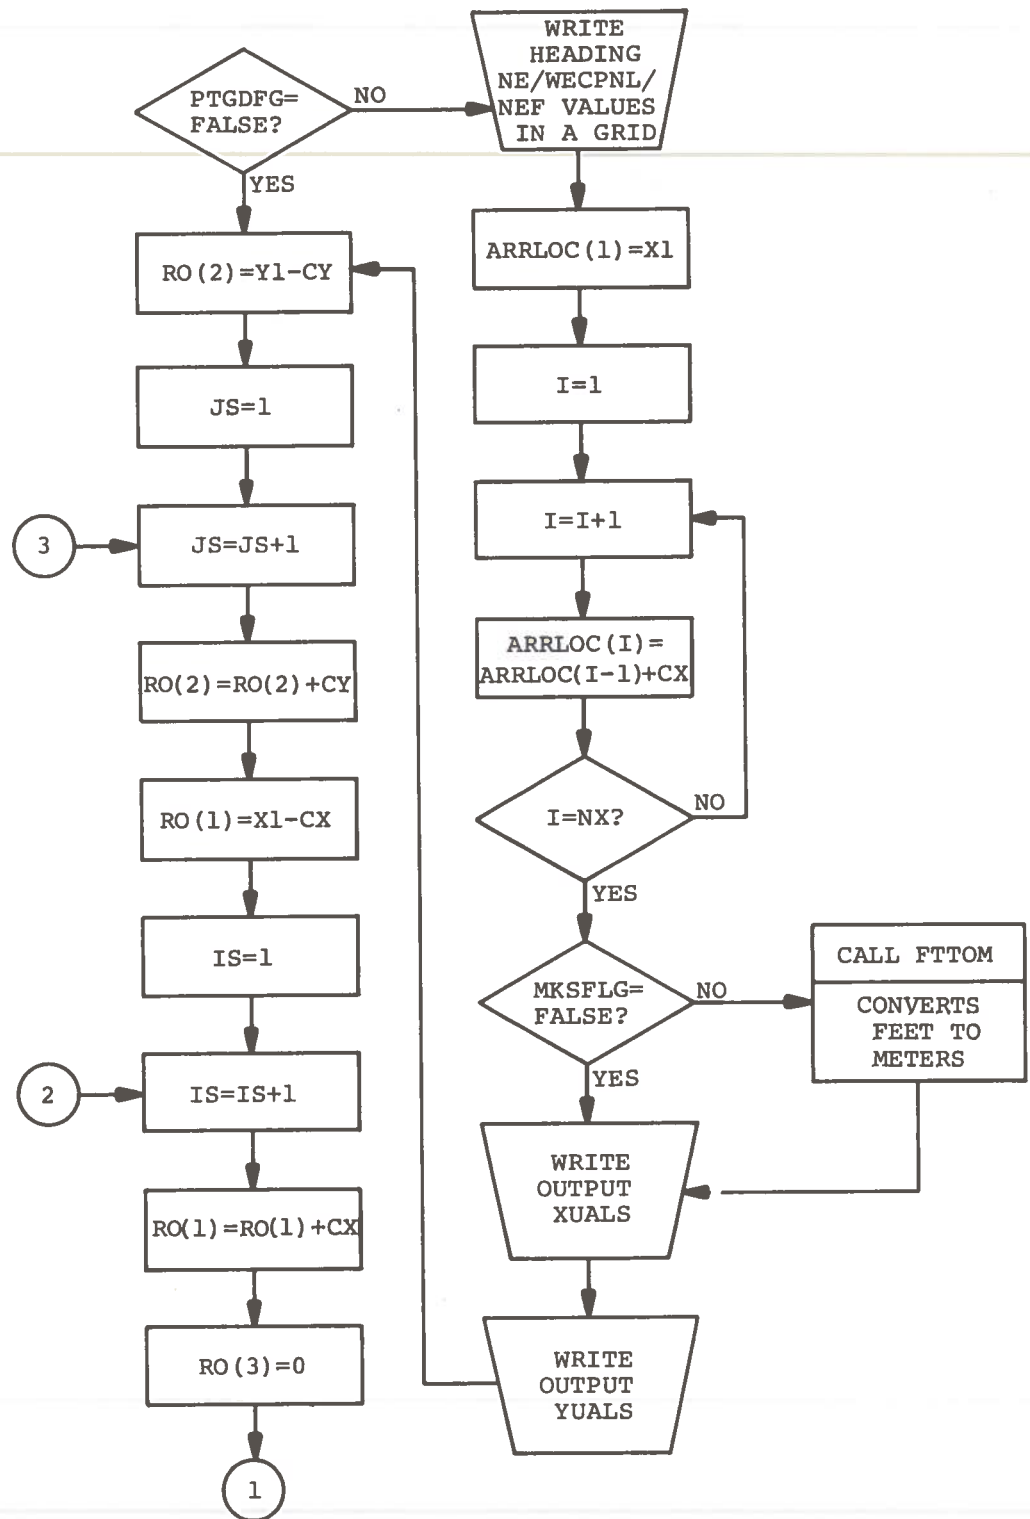 PTGDFG=
FALSE?
NO
YES
RO(2)=Y1-CY
JS=1
3
JS=JS+1
RO(2)=RO(2)+CY
RO(1)=X1-CX
IS=1
2
IS=IS+1
RO(1)=RO(1)+CX
RO(3)=0
1
WRITE
HEADING
NE/WECPNL/
NEF VALUES
IN A GRID
ARRLOC(1)=X1
I=1
I=I+1
ARRLOC(I)=
ARRLOC(I-1)+CX
I=NX?
NO
YES
MKSFLG=
FALSE?
NO
YES
CALL FTTOM
CONVERTS
FEET TO
METERS
WRITE
OUTPUT
XUALS
WRITE
OUTPUT
YUALS